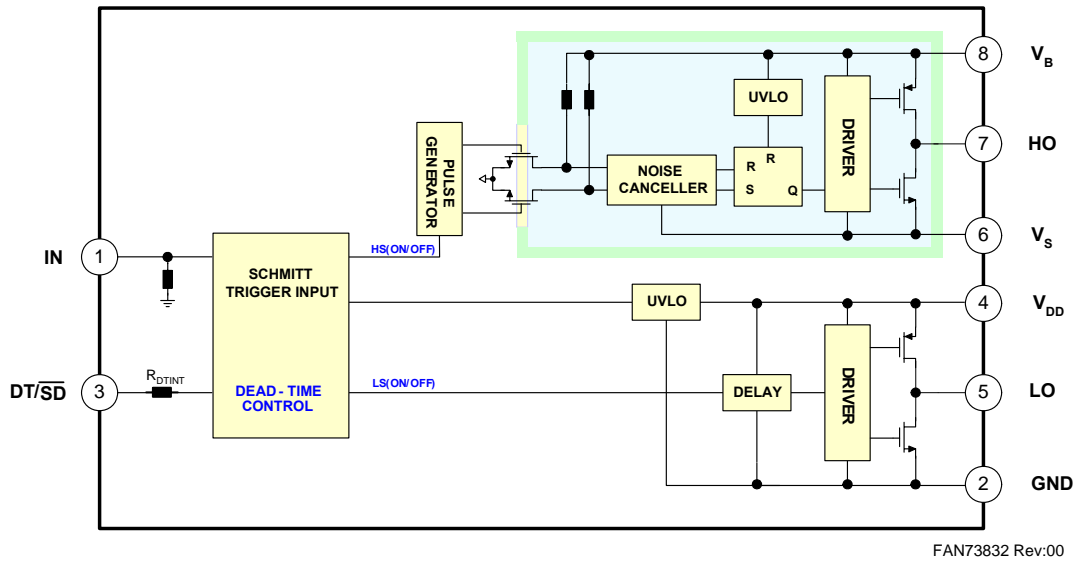 8
V_B
UVLO
DRIVER
PULSE
GENERATOR
7
HO
R
NOISE
CANCELLER
R
S
Q
IN
1
HS(ON/OFF)
6
V_S
SCHMITT
TRIGGER INPUT
UVLO
4
V_DD
DT/SD
3
R_DTINT
DEAD - TIME
CONTROL
LS(ON/OFF)
DELAY
DRIVER
5
LO
2
GND
FAN73832 Rev:00